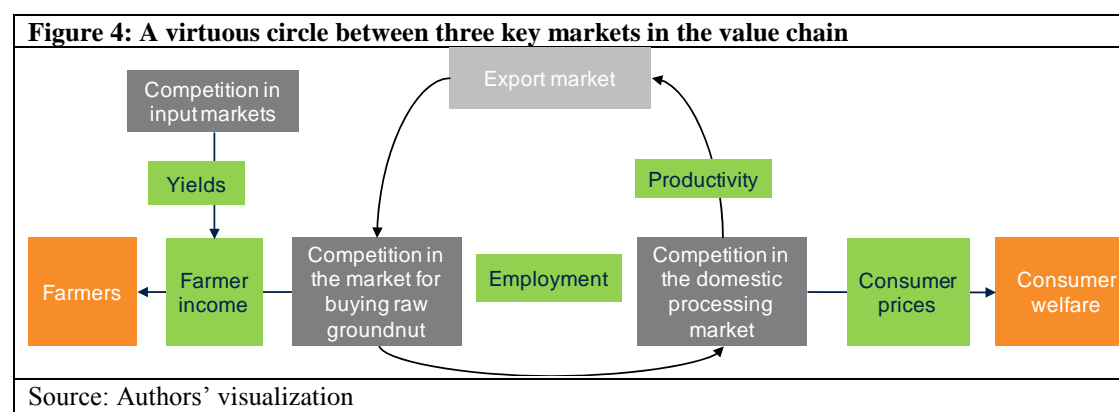 Figure 4: A virtuous circle between three key markets in the value chain
Export market
Competition in
input markets
Yields
Productivity
Farmers
Farmer
income
Competition in
the market for
buying raw
groundnut
Employment
Competition in
the domestic
processing
market
Consumer
prices
Consumer
welfare
Source: Authors’ visualization